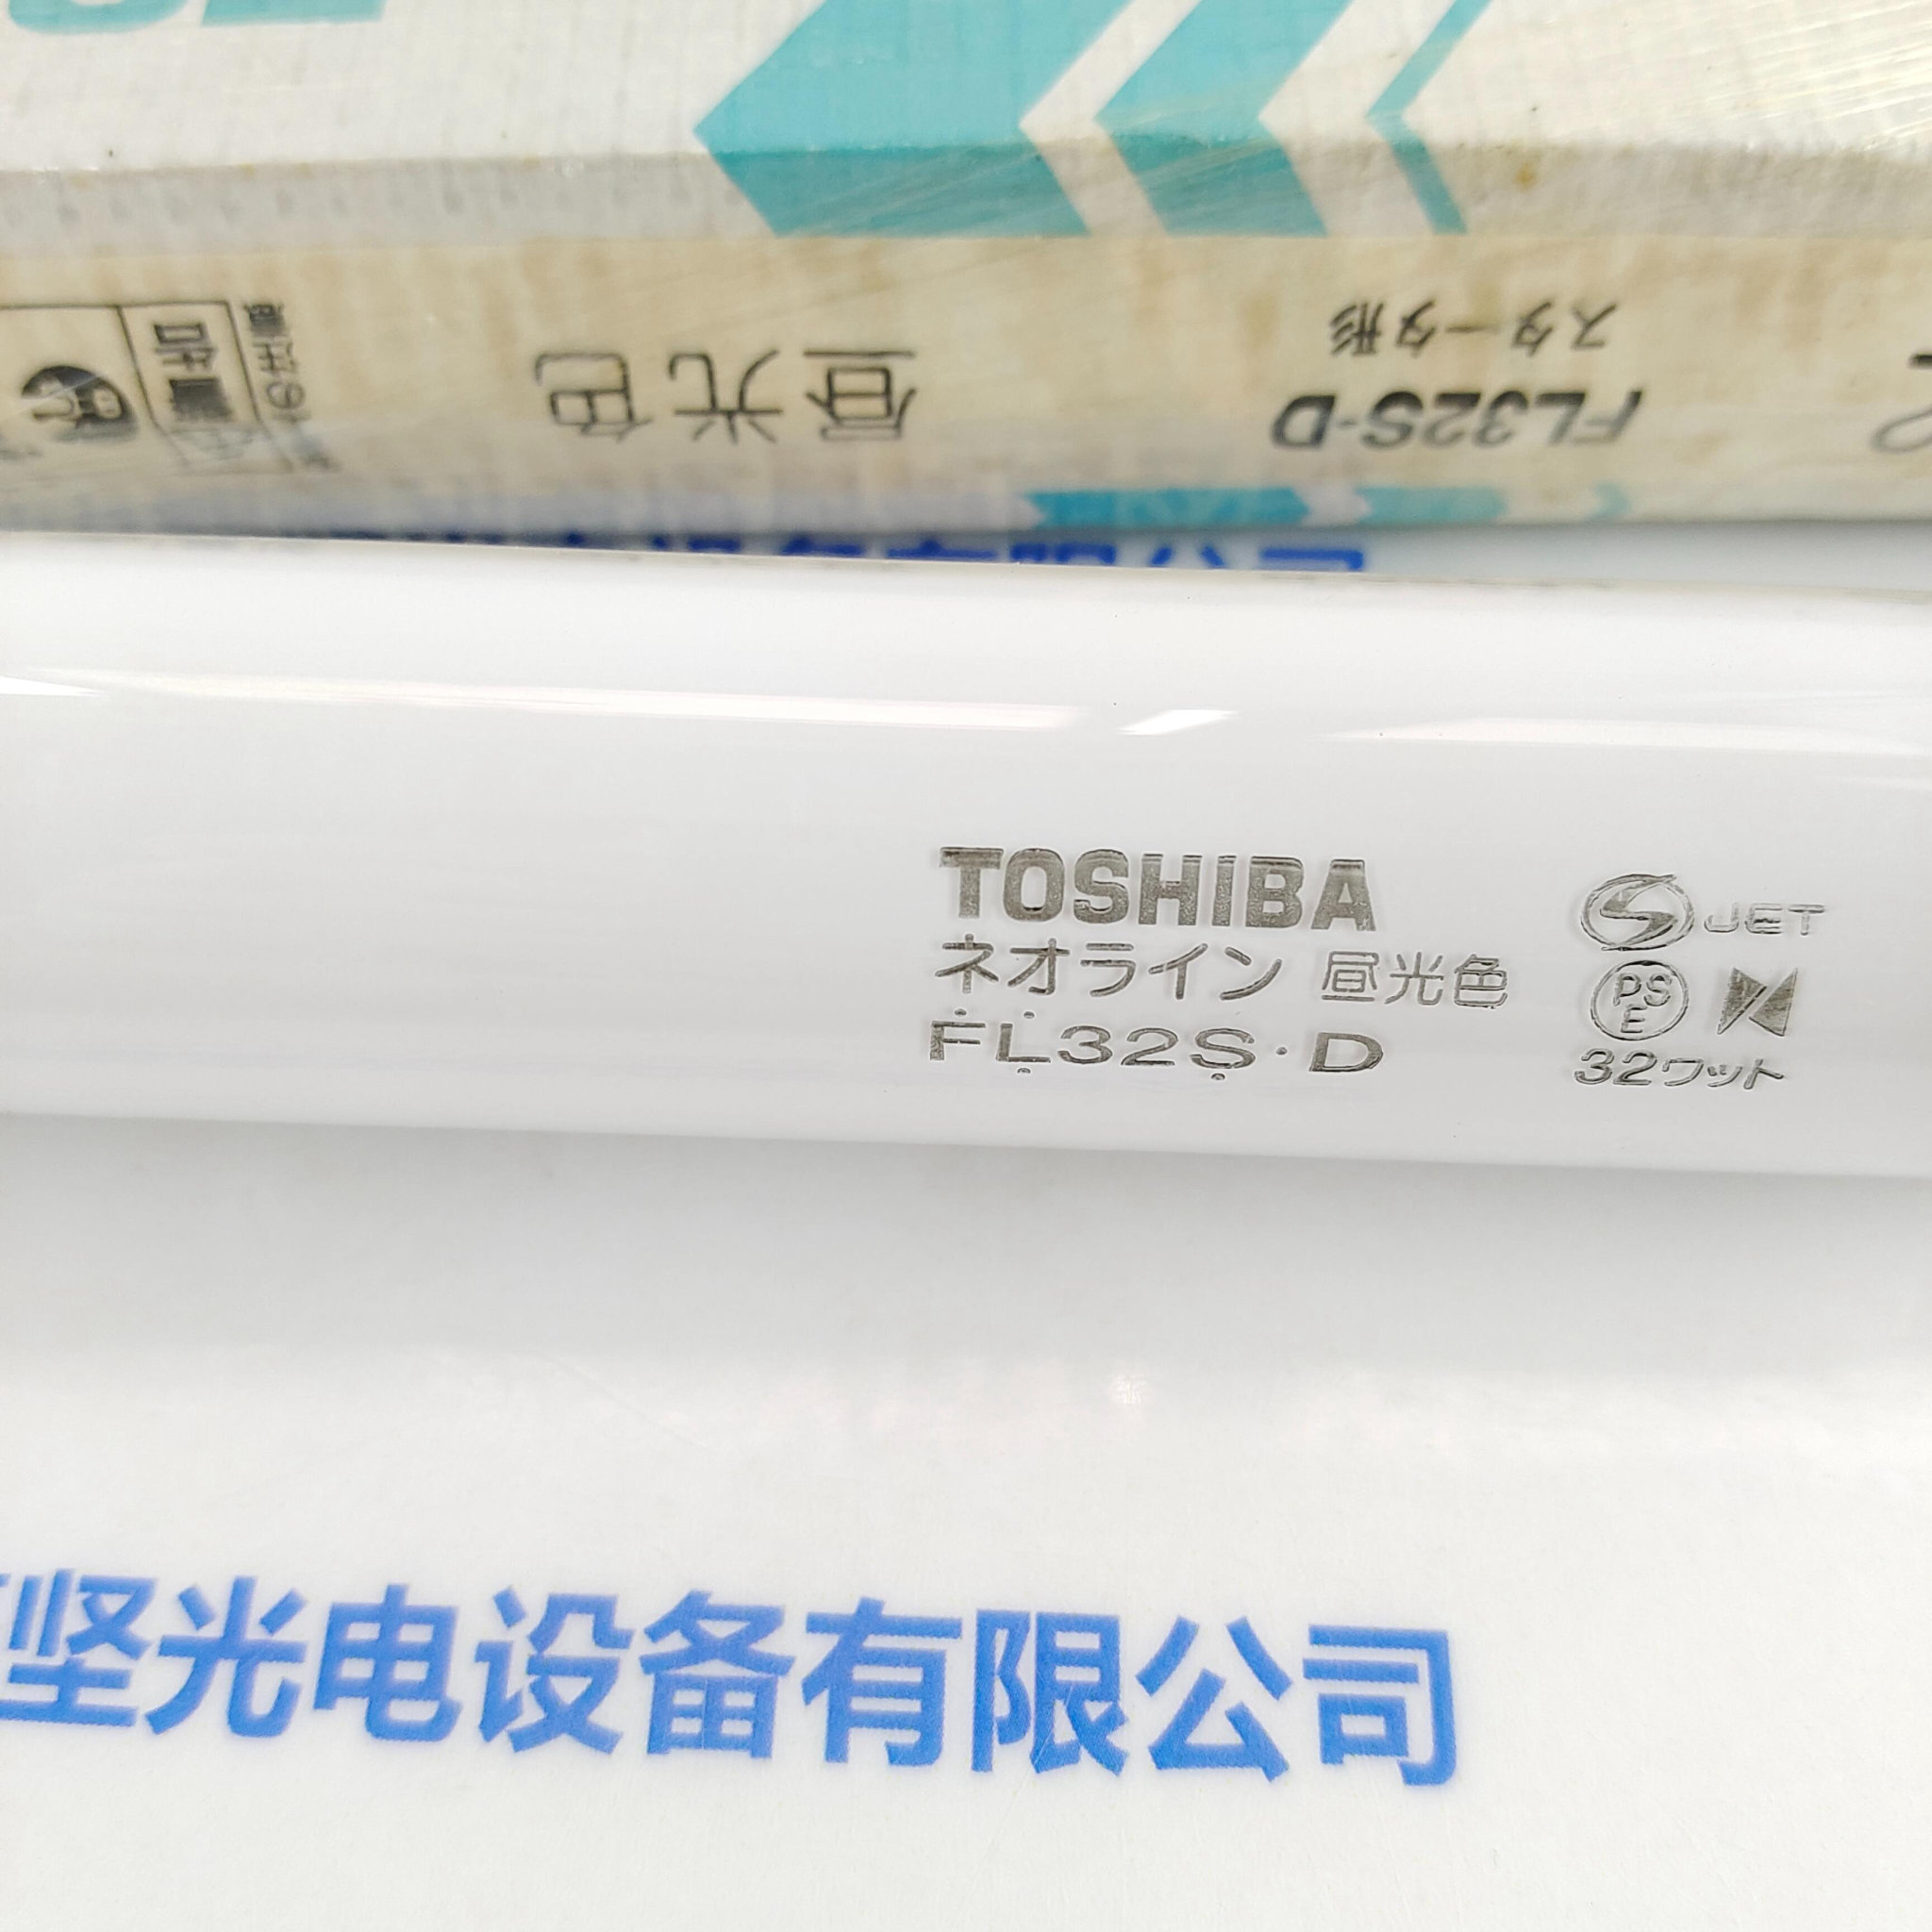 昼光色
スタータ形
FL32S·D
TOSHIBA
ネオライン 昼光色
FL32S·D
JET
PSE
32ワット
坚光电设备有限公司